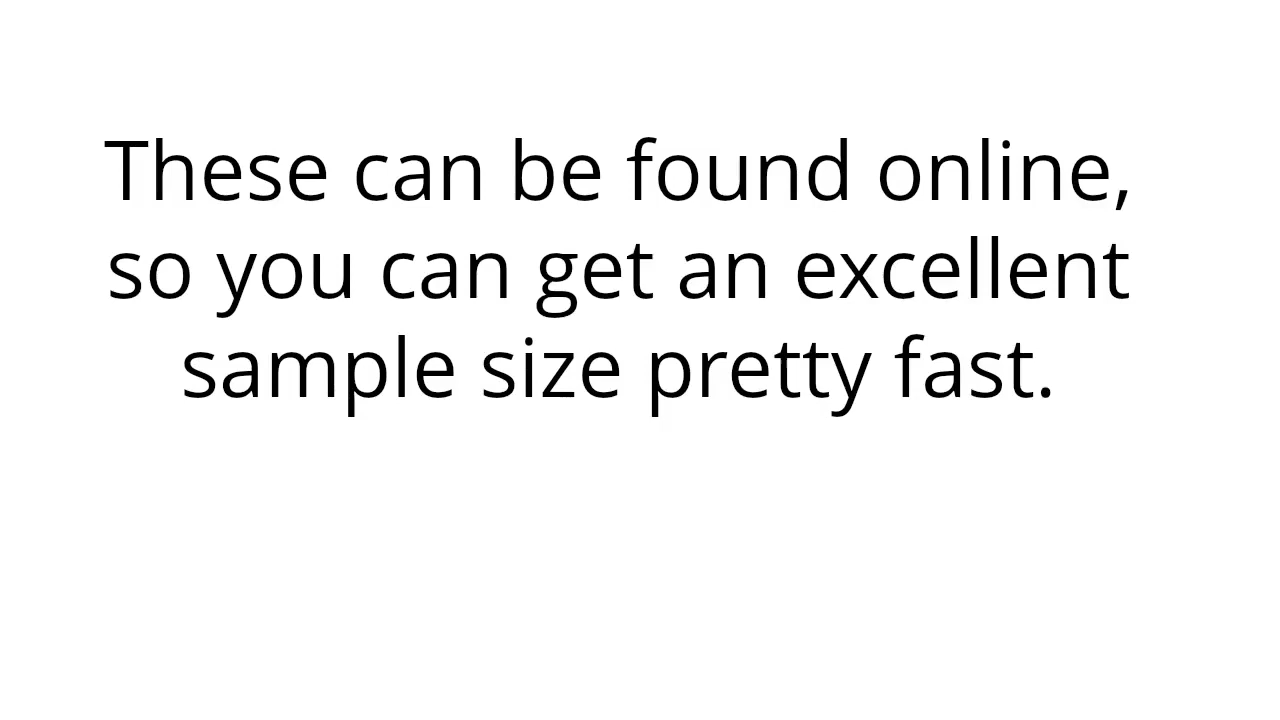 These can be found online,
so you can get an excellent
sample size pretty fast.